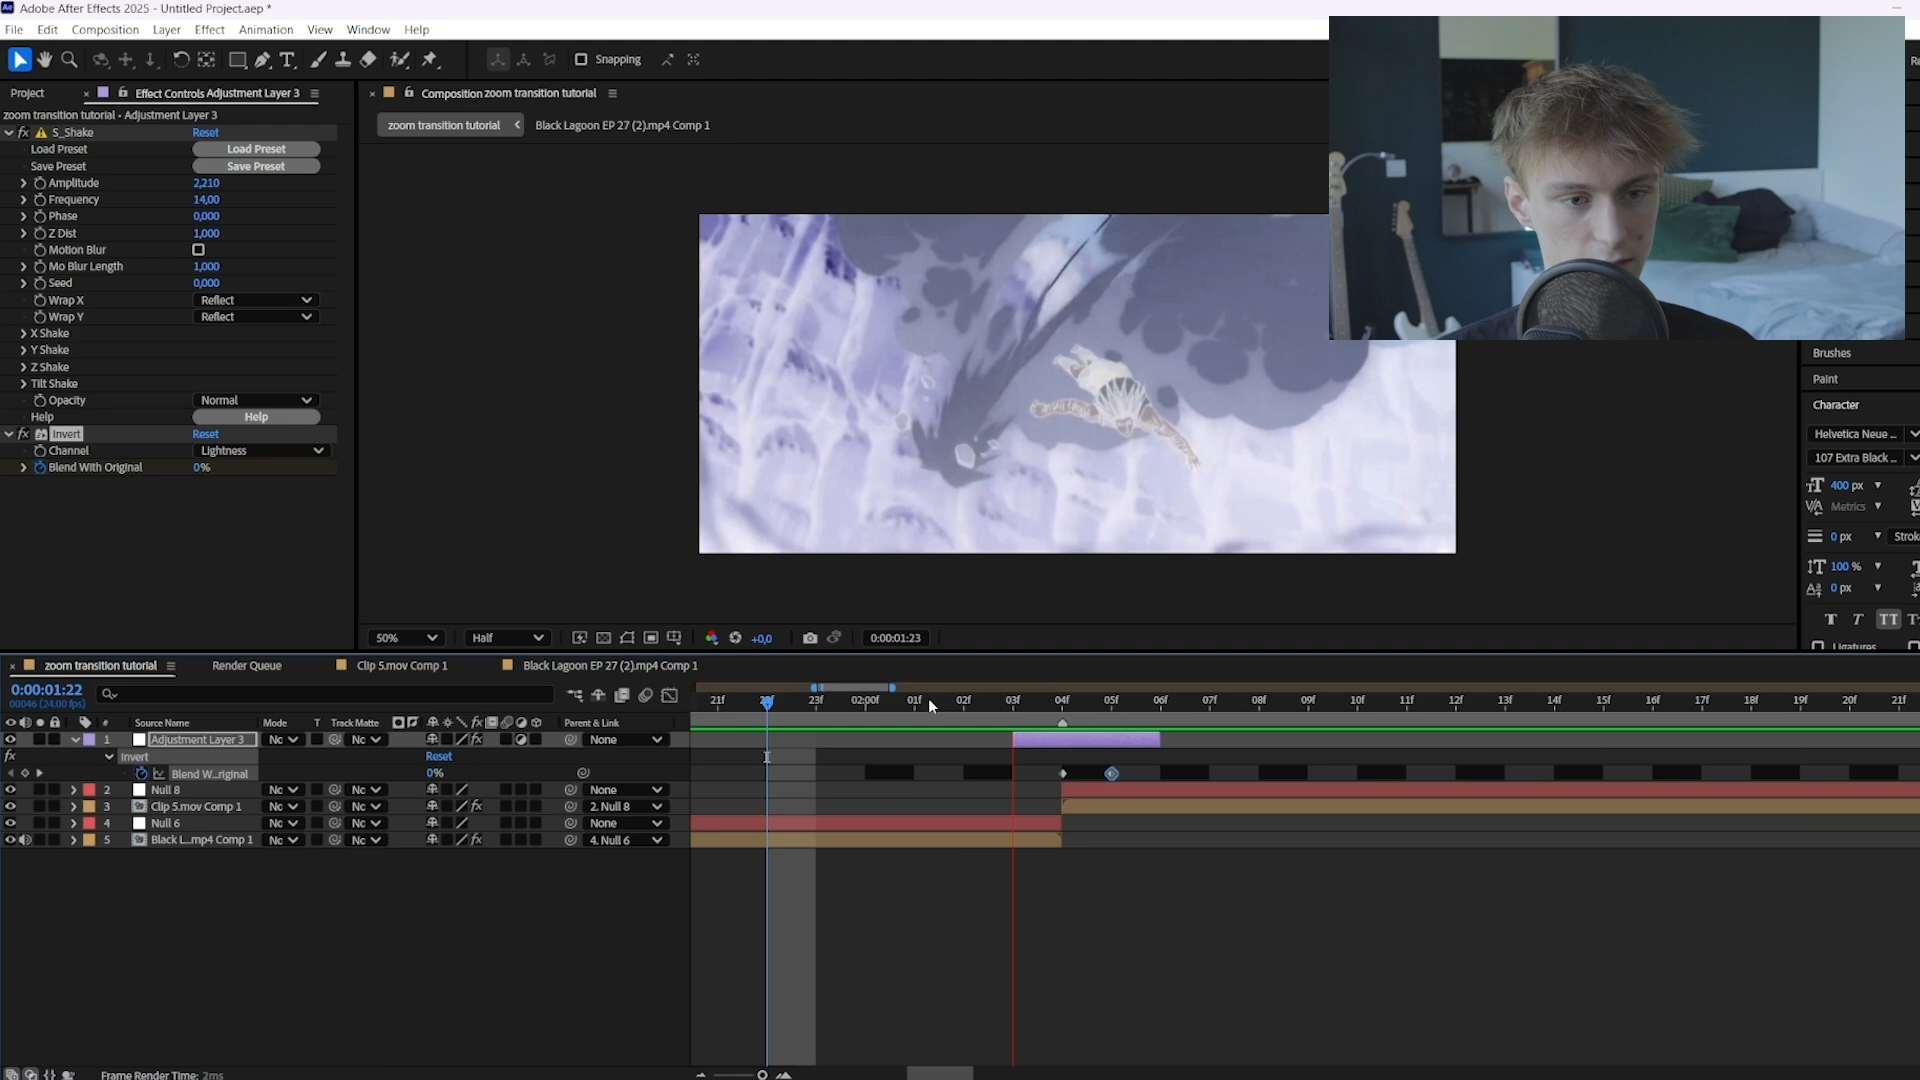 Adobe After Effects 2025 - Untitled Project.aep *
File Edit Composition Layer Effect Animation View Window Help
Snapping
Project
Effect Controls Adjustment Layer 3
zoom transition tutorial • Adjustment Layer 3
S_Shake Reset
Load Preset Load Preset
Save Preset Save Preset
Amplitude 2,210
Frequency 14,00
Phase 0,000
Z Dist 1,000
Motion Blur
Mo Blur Length 1,000
Seed 0,000
Wrap X Reflect
Wrap Y Reflect
X Shake
Y Shake
Z Shake
Tilt Shake
Opacity Normal
Help Help
Invert Reset
Channel Lightness
Blend With Original 0%
Composition zoom transition tutorial
zoom transition tutorial Black Lagoon EP 27 (2).mp4 Comp 1
50% Half +0,0 0:00:01:23
Brushes
Paint
Character
Helvetica Neue ...
107 Extra Black ...
400 px
Metrics
0 px Strok
100 %
0 px
T T TT
Ligatures
zoom transition tutorial Render Queue Clip 5.mov Comp 1 Black Lagoon EP 27 (2).mp4 Comp 1
0:00:01:22
00046 (24.00 fps)
21f 23f 02:00f 01f 02f 03f 04f 05f 06f 07f 08f 09f 10f 11f 12f 13f 14f 15f 16f 17f 18f 19f 20f 21f
# Source Name Mode T Track Matte Parent & Link
1 Adjustment Layer 3 Nc Nc None
Invert Reset
Blend W...riginal 0%
2 Null 8 Nc Nc None
3 Clip 5.mov Comp 1 Nc Nc 2. Null 8
4 Null 6 Nc Nc None
5 Black L...mp4 Comp 1 Nc Nc 4. Null 6
Frame Render Time: 2ms